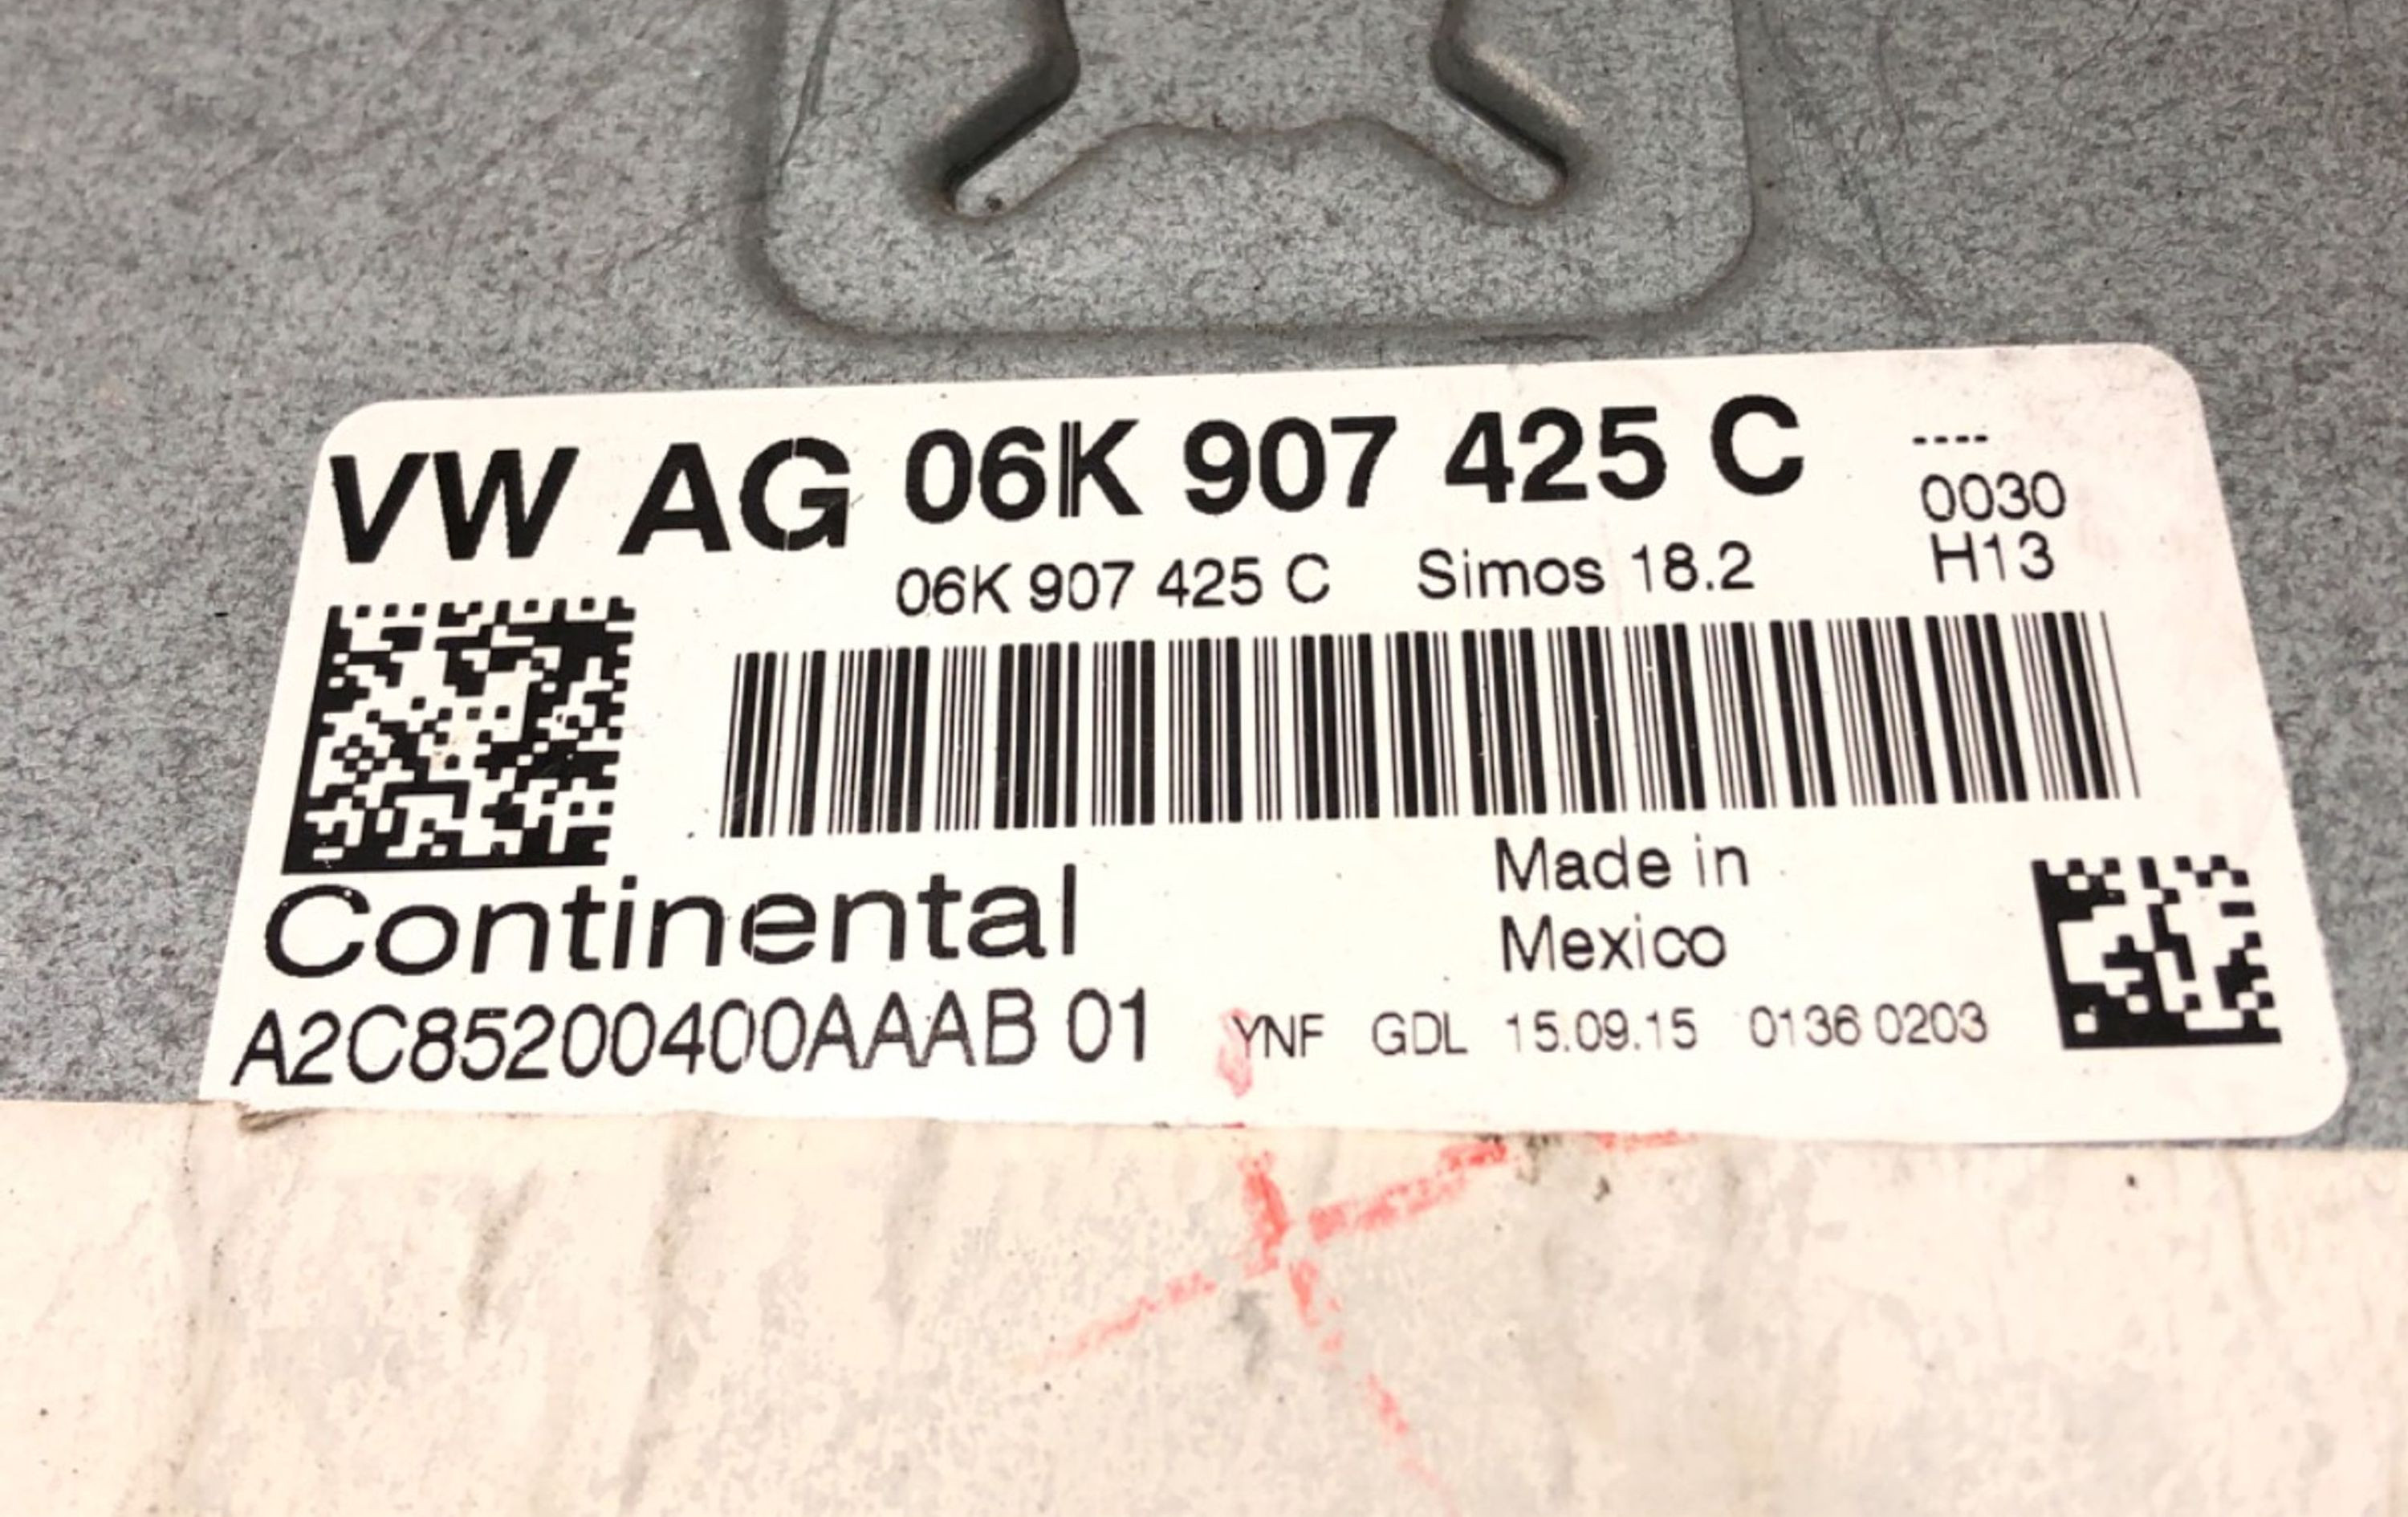 VW AG 06K 907 425 C ----
0030
06K 907 425 C Simos 18.2 H13
Continental
Made in
Mexico
A2C85200400AAAB 01 YNF GDL 15.09.15 0136 0203